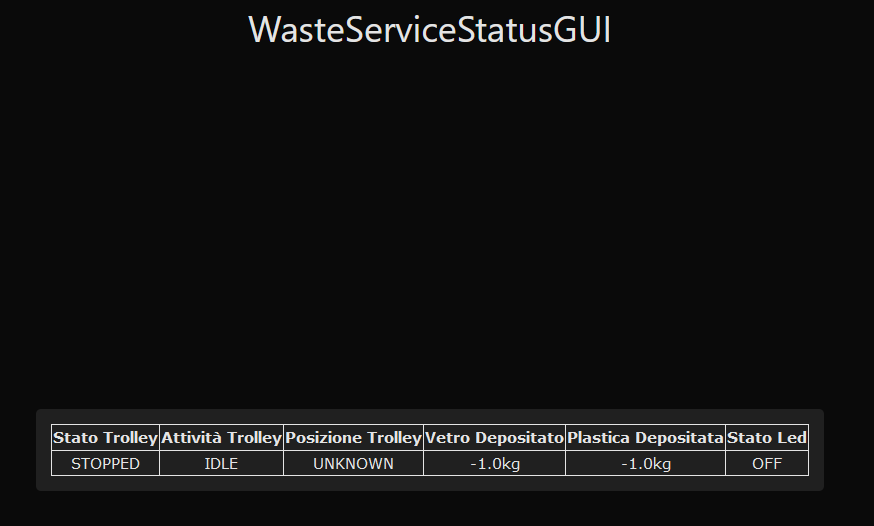 WasteServiceStatusGUI
Stato Trolley Attività Trolley Posizione Trolley Vetro Depositato Plastica Depositata Stato Led
STOPPED IDLE UNKNOWN -1.0kg -1.0kg OFF